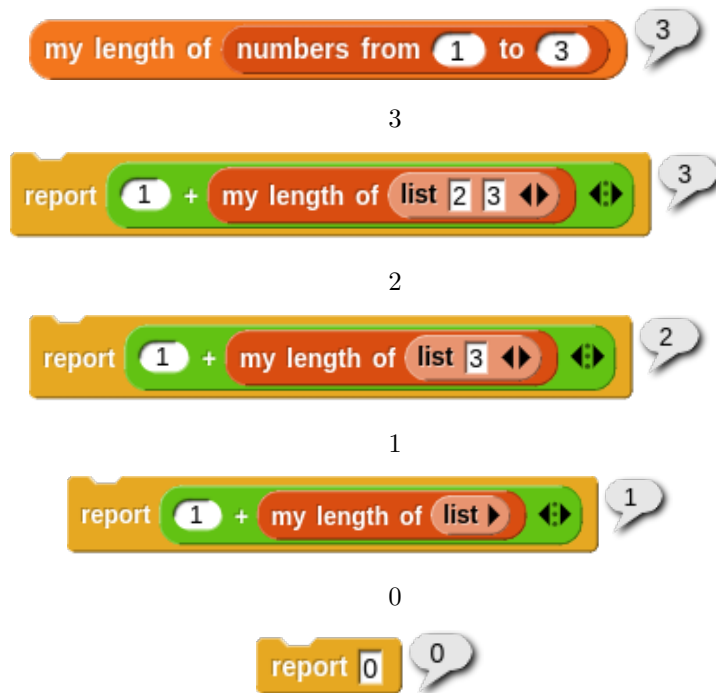 my length of numbers from 1 to 3 3
3
report 1 + my length of list 2 3 3
2
report 1 + my length of list 3 2
1
report 1 + my length of list 1
0
report 0 0